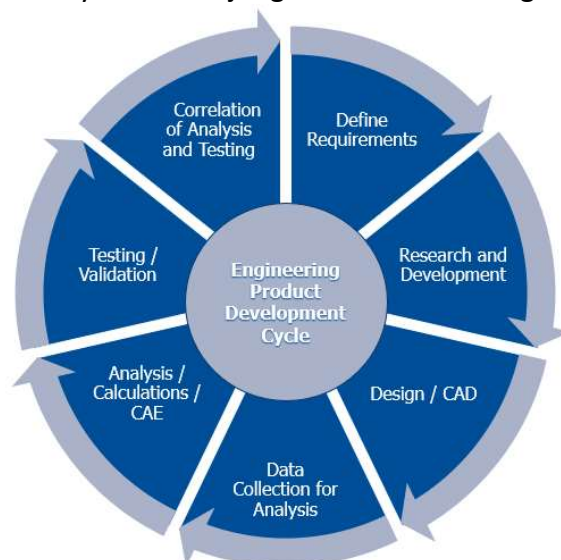 Correlation
of Analysis
and Testing
Define
Requirements
Testing /
Validation
Engineering
Product
Development
Cycle
Research and
Development
Analysis /
Calculations /
CAE
Design / CAD
Data
Collection for
Analysis